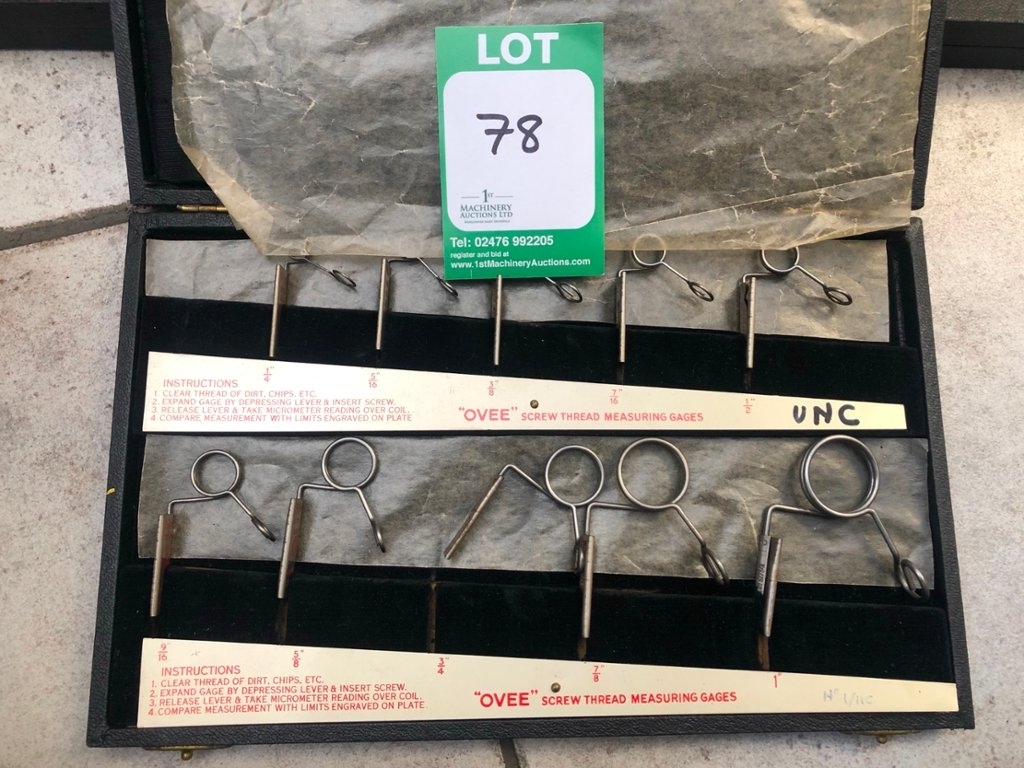 LOT
78
1st
MACHINERY
AUCTIONS LTD
Tel: 02476 992205
register and bid at
www.1stMachineryAuctions.com
1/4" 5/16" 3/8" 7/16" 1/2"
INSTRUCTIONS
1. CLEAR THREAD OF DIRT, CHIPS, ETC.
2. EXPAND GAGE BY DEPRESSING LEVER & INSERT SCREW.
3. RELEASE LEVER & TAKE MICROMETER READING OVER COIL.
4. COMPARE MEASUREMENT WITH LIMITS ENGRAVED ON PLATE
"OVEE" SCREW THREAD MEASURING GAGES
UNC
9/16" 5/8" 3/4" 7/8" 1"
INSTRUCTIONS
1. CLEAR THREAD OF DIRT, CHIPS, ETC.
2. EXPAND GAGE BY DEPRESSING LEVER & INSERT SCREW.
3. RELEASE LEVER & TAKE MICROMETER READING OVER COIL.
4. COMPARE MEASUREMENT WITH LIMITS ENGRAVED ON PLATE.
"OVEE" SCREW THREAD MEASURING GAGES